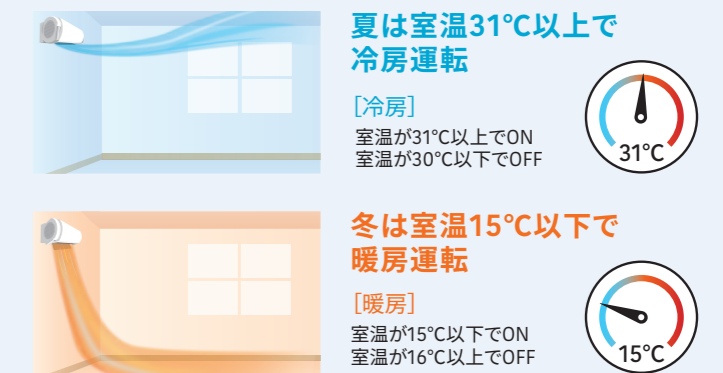 夏は室温31℃以上で
冷房運転
［冷房］
室温が31℃以上でON
室温が30℃以下でOFF
31℃
冬は室温15℃以下で
暖房運転
［暖房］
室温が15℃以下でON
室温が16℃以上でOFF
15℃